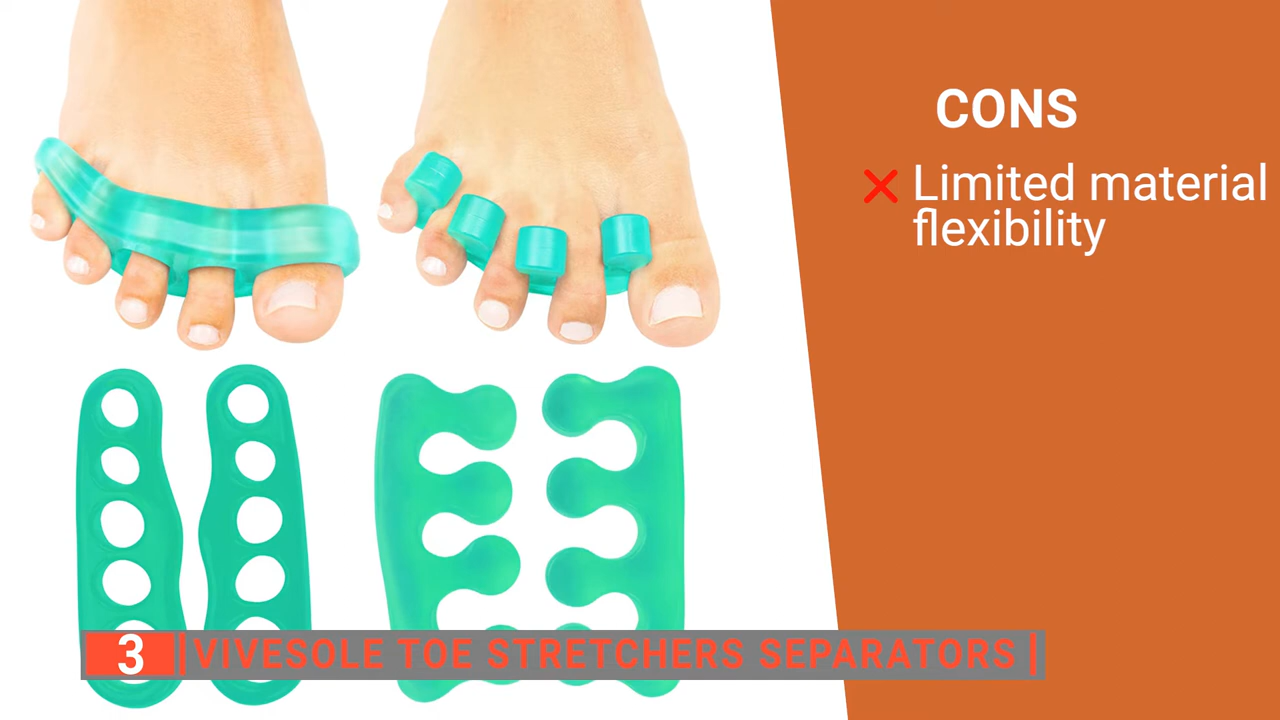 CONS
Limited material
flexibility
3 VIVESOLE TOE STRETCHERS SEPARATORS